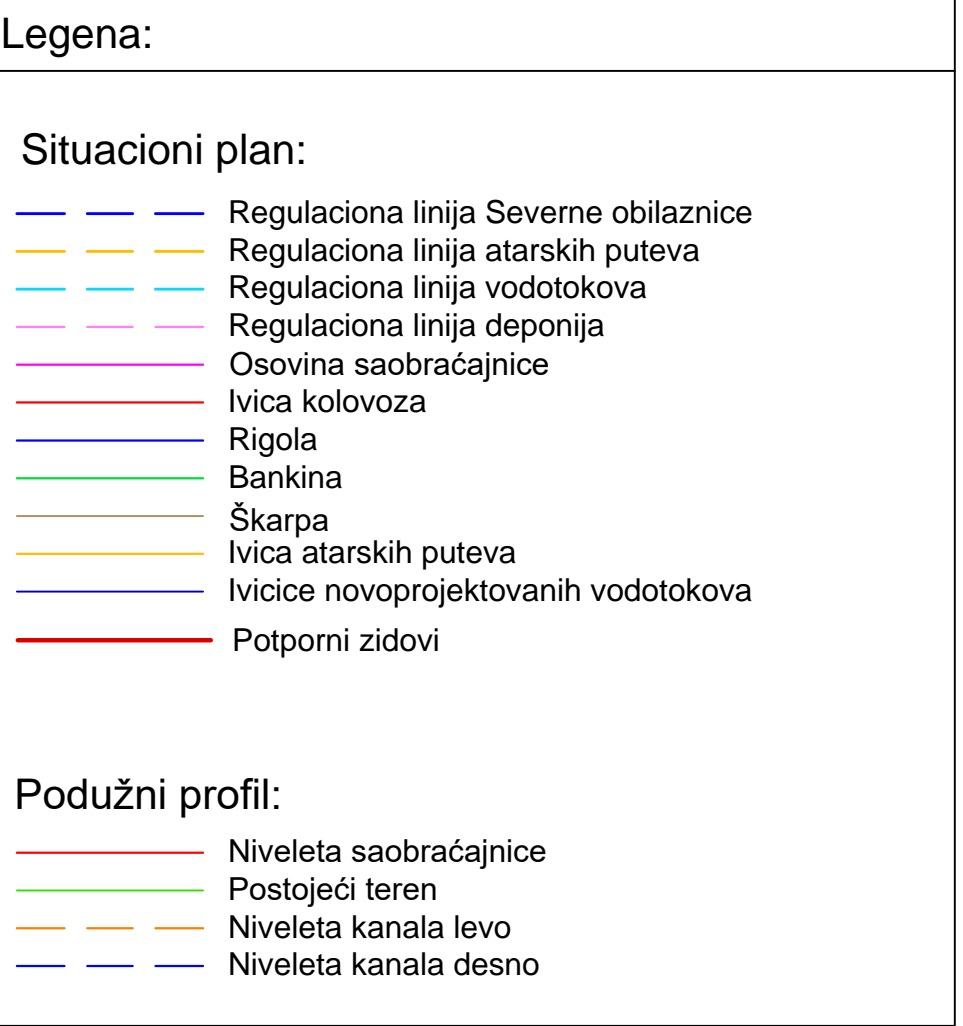 Legena:
Situacioni plan:
Regulaciona linija Severne obilaznice
Regulaciona linija atarskih puteva
Regulaciona linija vodotokova
Regulaciona linija deponija
Osovina saobraćajnice
Ivica kolovoza
Rigola
Bankina
Škarpa
Ivica atarskih puteva
Ivicice novoprojektovanih vodotokova
Potporni zidovi
Podužni profil:
Niveleta saobraćajnice
Postojeći teren
Niveleta kanala levo
Niveleta kanala desno